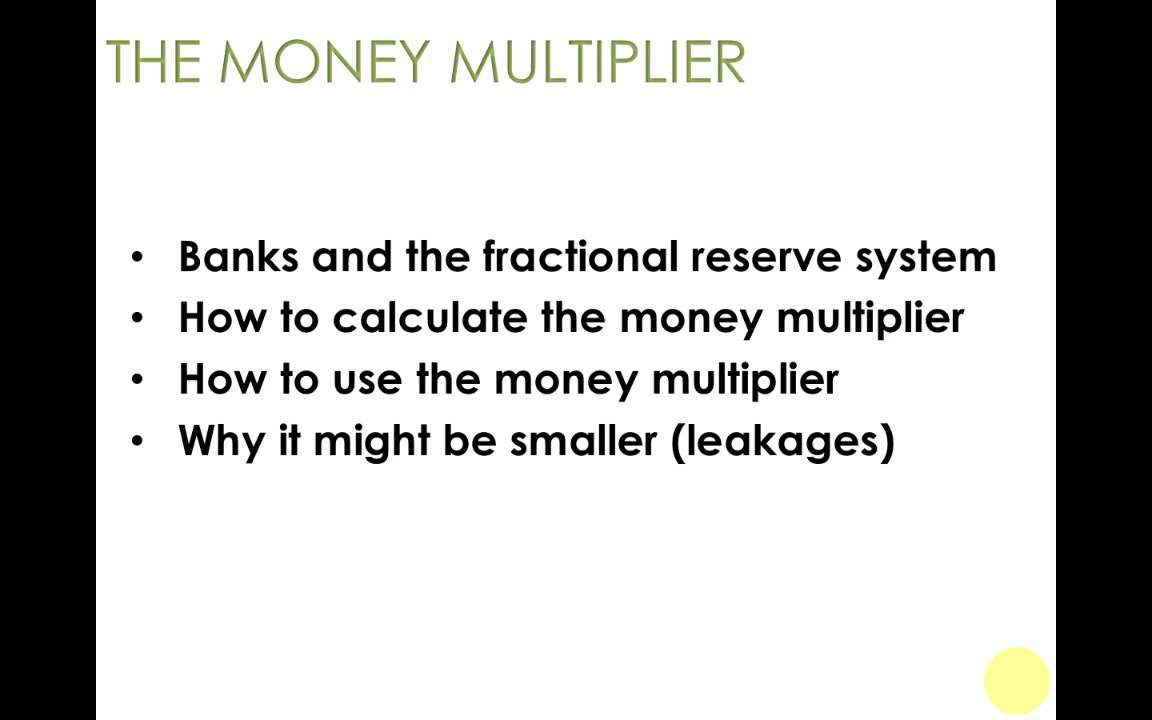 THE MONEY MULTIPLIER
• Banks and the fractional reserve system
• How to calculate the money multiplier
• How to use the money multiplier
• Why it might be smaller (leakages)